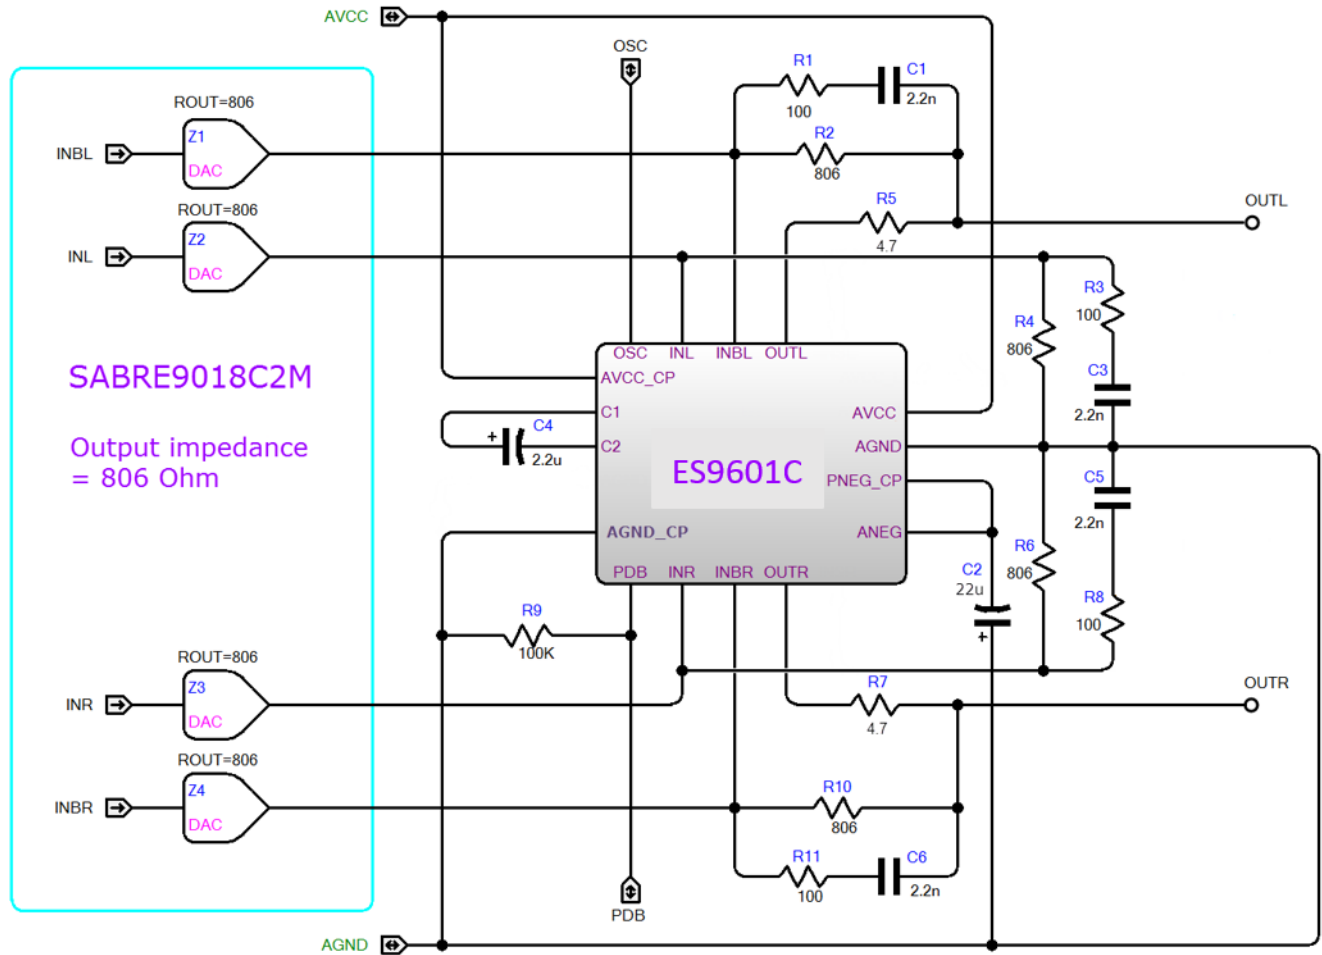 AVCC
OSC
R1
C1
100
2.2n
ROUT=806
INBL
Z1
DAC
R2
806
ROUT=806
R5
4.7
OUTL
INL
Z2
DAC
R3
100
R4
806
OSC INL INBL OUTL
SABRE9018C2M
AVCC_CP
C3
2.2n
C1
AVCC
C4
+
2.2u
C2
AGND
Output impedance
= 806 Ohm
ES9601C
PNEG_CP
C5
2.2n
AGND_CP
ANEG
PDB INR INBR OUTR
C2
22u
+
R6
806
R8
100
R9
100K
ROUT=806
INR
Z3
DAC
R7
4.7
OUTR
ROUT=806
INBR
Z4
DAC
R10
806
R11
100
C6
2.2n
PDB
AGND